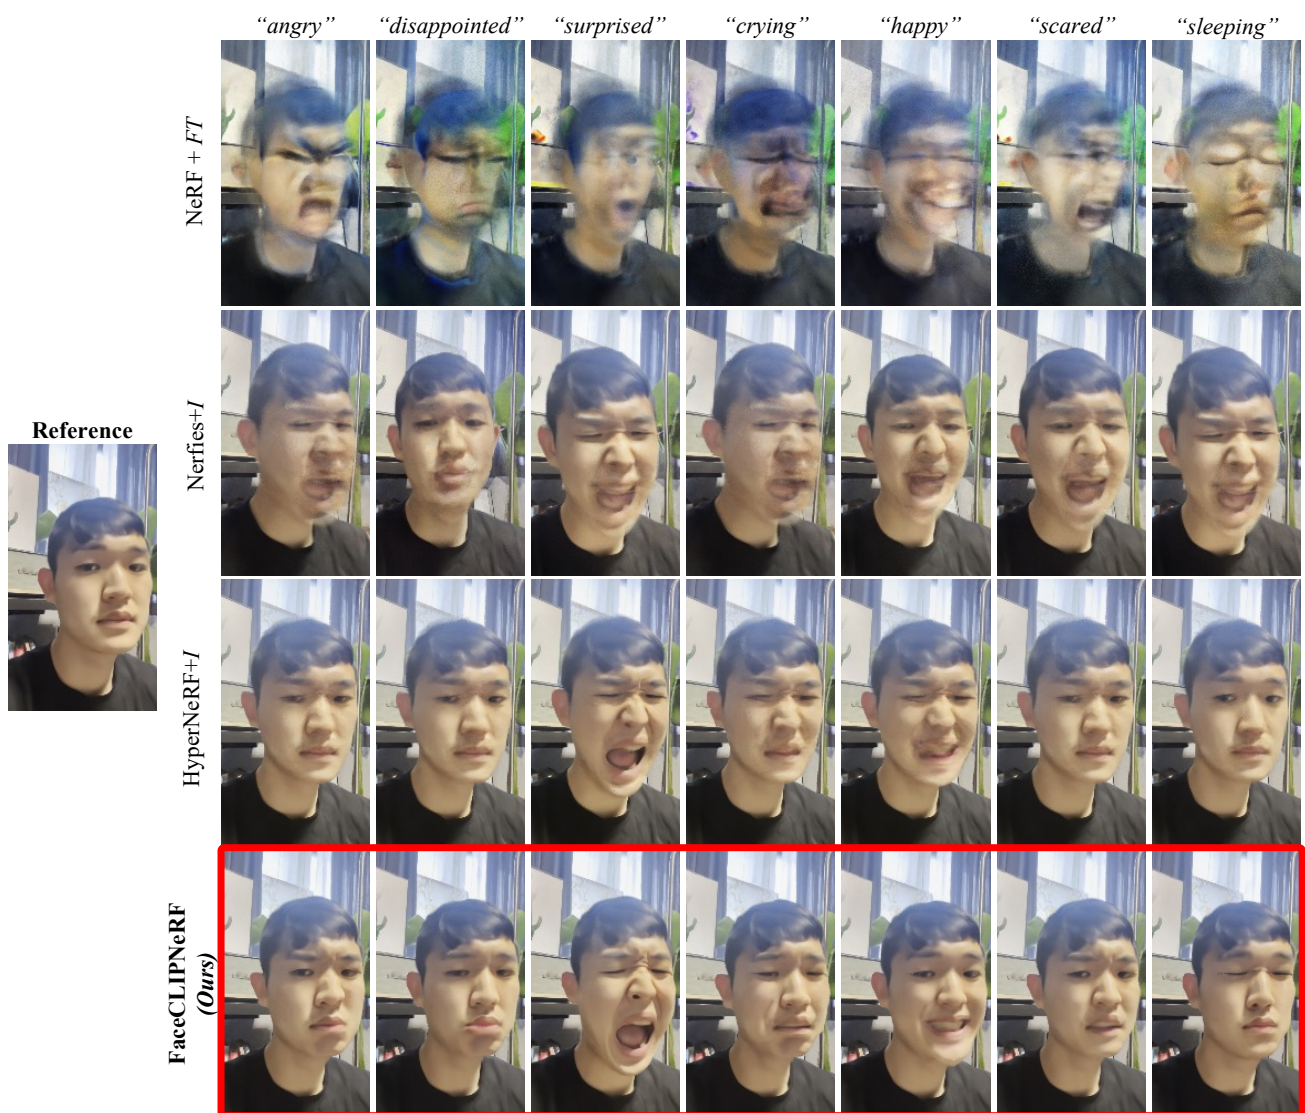 “angry” “disappointed” “surprised” “crying” “happy” “scared” “sleeping”
NeRF + FT
Nerfies+I
Reference
HyperNeRF+I
FaceCLIPNeRF
(Ours)